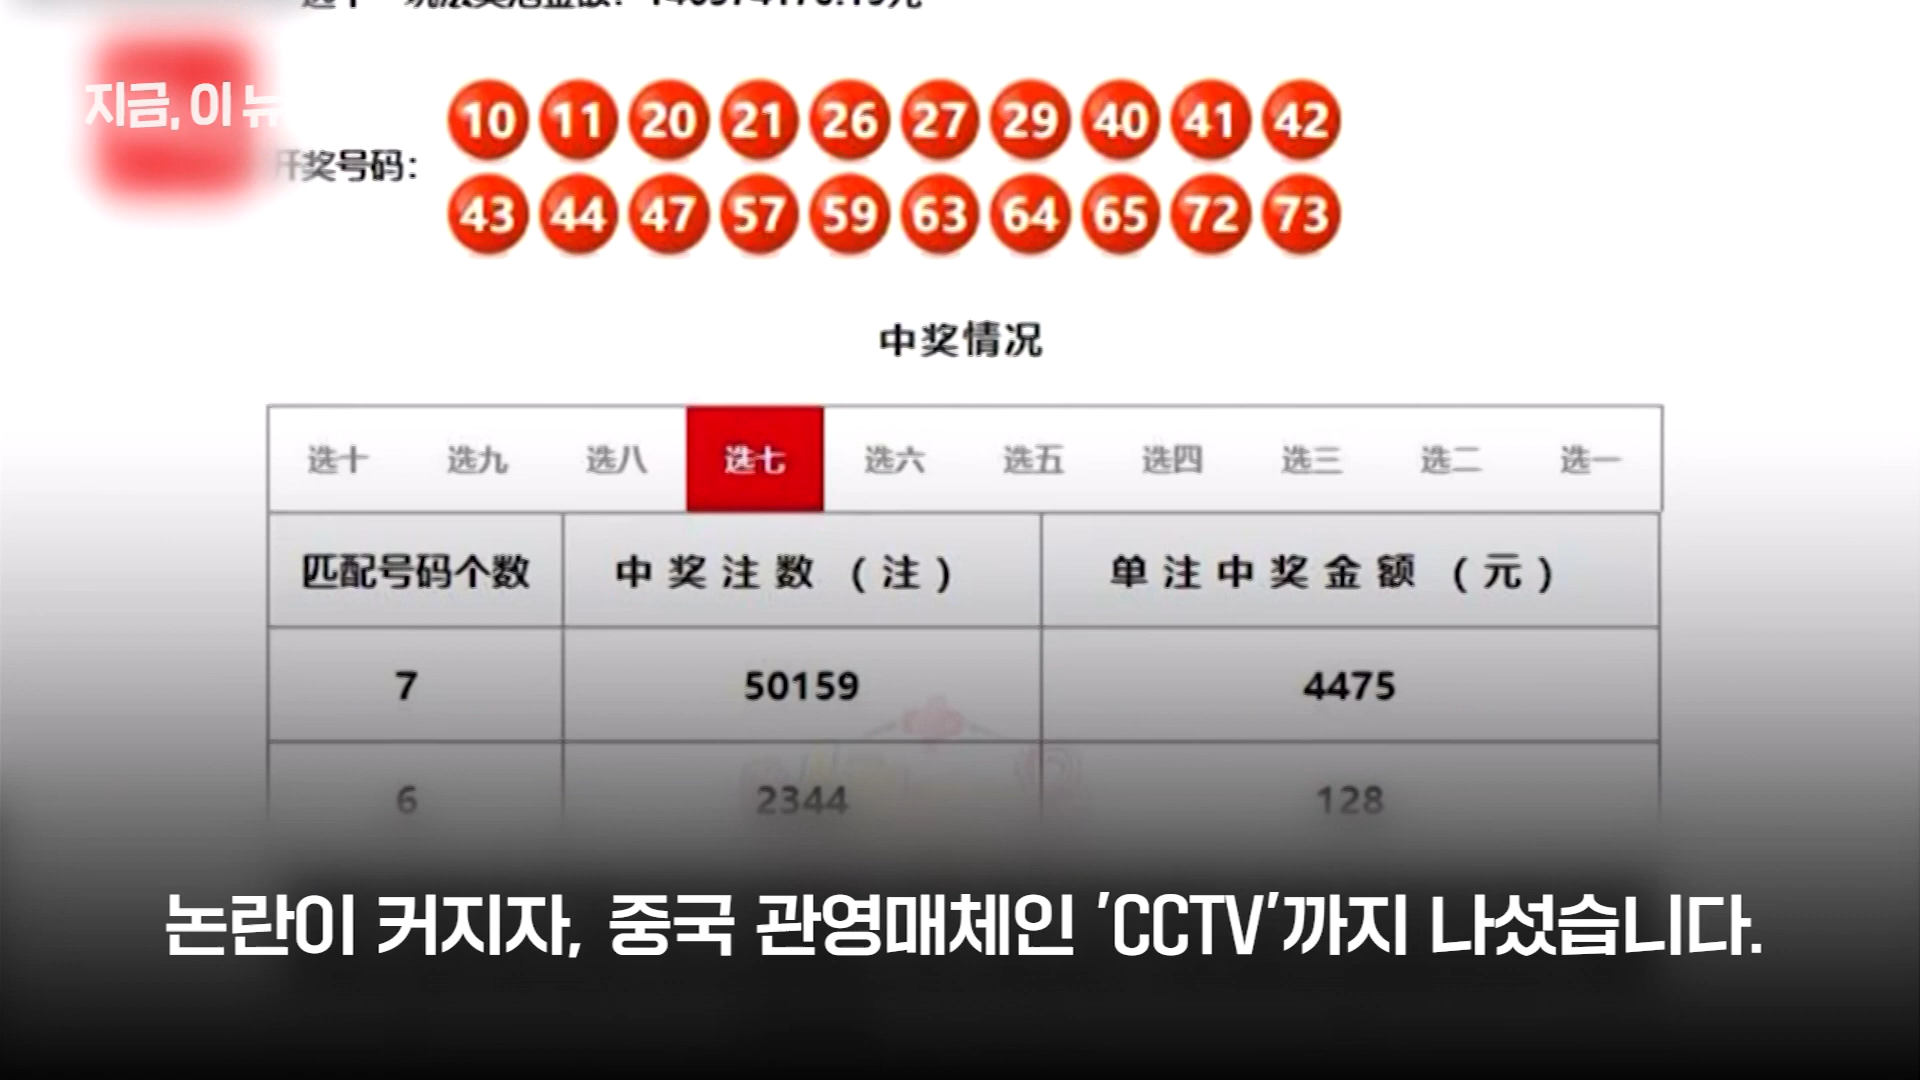 지금, 이 뉴
10 11 20 21 26 27 29 40 41 42
开奖号码:
43 44 47 57 59 63 64 65 72 73
中奖情况
选十 选九 选八 选七 选六 选五 选四 选三 选二 选一
匹配号码个数 中奖注数（注） 单注中奖金额（元）
7 50159 4475
6 2344 128
논란이 커지자, 중국 관영매체인 'CCTV'까지 나섰습니다.